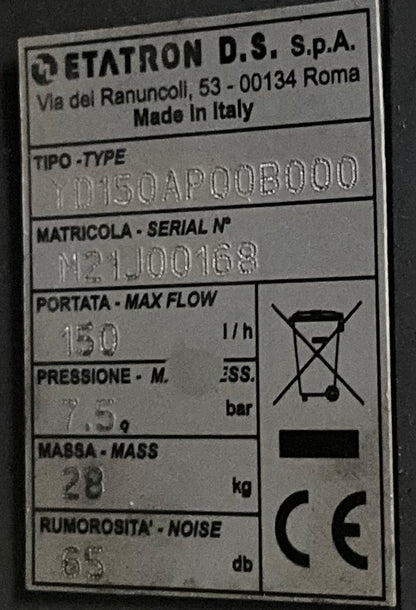 ETATRON D.S. S.p.A.
Via dei Ranuncoli, 53 - 00134 Roma
Made in Italy
TIPO - TYPE
YD150AP00B000
MATRICOLA - SERIAL N°
M21J00168
PORTATA - MAX FLOW
150 l/h
PRESSIONE - M. ESS.
7.5 bar
MASSA - MASS
28 kg
RUMOROSITA' - NOISE
65 db
CE